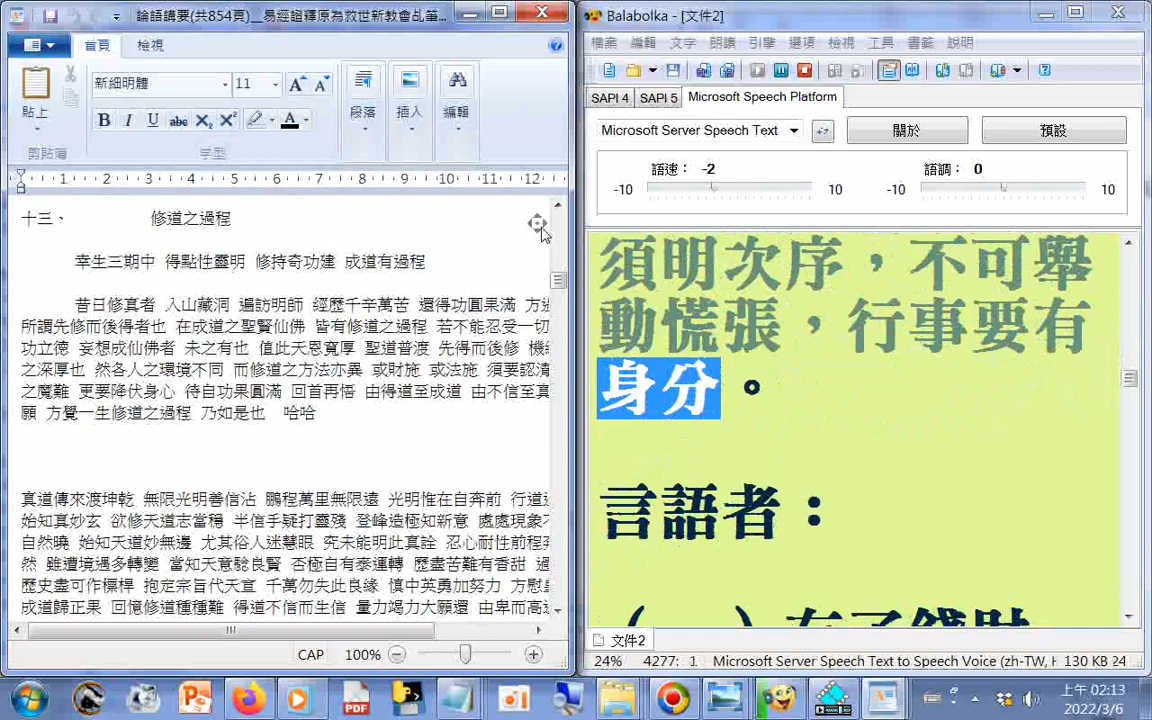 論語講要(共854頁)__易經證釋原為救世新教會乩筆...
首頁
檢視
貼上
剪貼簿
新細明體
11
字型
段落
插入
編輯
1 2 3 4 5 6 7 8 9 10 11 12
十三、 修道之過程
幸生三期中 得點性靈明 修持奇功建 成道有過程
昔日修真者 入山藏洞 遍訪明師 經歷千辛萬苦 還得功圓果滿 方
所謂先修而後得者也 在成道之聖賢仙佛 皆有修道之過程 若不能忍受一切
功立德 妄想成仙佛者 未之有也 值此天恩寬厚 聖道普渡 先得而後修 機
之深厚也 然各人之環境不同 而修道之方法亦異 或財施 或法施 須要認清
之魔難 更要降伏身心 待自功果圓滿 回首再悟 由得道至成道 由不信至真
願 方覺一生修道之過程 乃如是也 哈哈
真道傳來渡坤乾 無限光明善信沾 鵬程萬里無限遠 光明惟在自奔前 行道
始知真妙玄 欲修天道志當穩 半信半疑打靈殘 登峰造極知新意 處處現象
自然曉 始知天道妙無邊 尤其俗人迷慧眼 究未能明此真詮 忍心耐性前程
然 雖遭境遇多轉變 當知天意驗良賢 否極自有泰運轉 歷盡苦難有香甜
歷史盡可作標桿 抱定宗旨代天宣 千萬勿失此良緣 慎中英勇加努力 方慰
成道歸正果 回憶修道種種難 得道不信而生信 量力竭力大願還 由卑而高
CAP 100%
Balabolka - [文件2]
檔案 編輯 文字 朗讀 引擎 選項 檢視 工具 書籤 說明
SAPI 4 SAPI 5 Microsoft Speech Platform
Microsoft Server Speech Text
關於
預設
語速： -2
-10 10
語調： 0
-10 10
須明次序，不可舉
動慌張，行事要有
身分。
言語者：
文件2
24% 4277: 1 Microsoft Server Speech Text to Speech Voice (zh-TW, H 130 KB 24
上午 02:13
2022/3/6